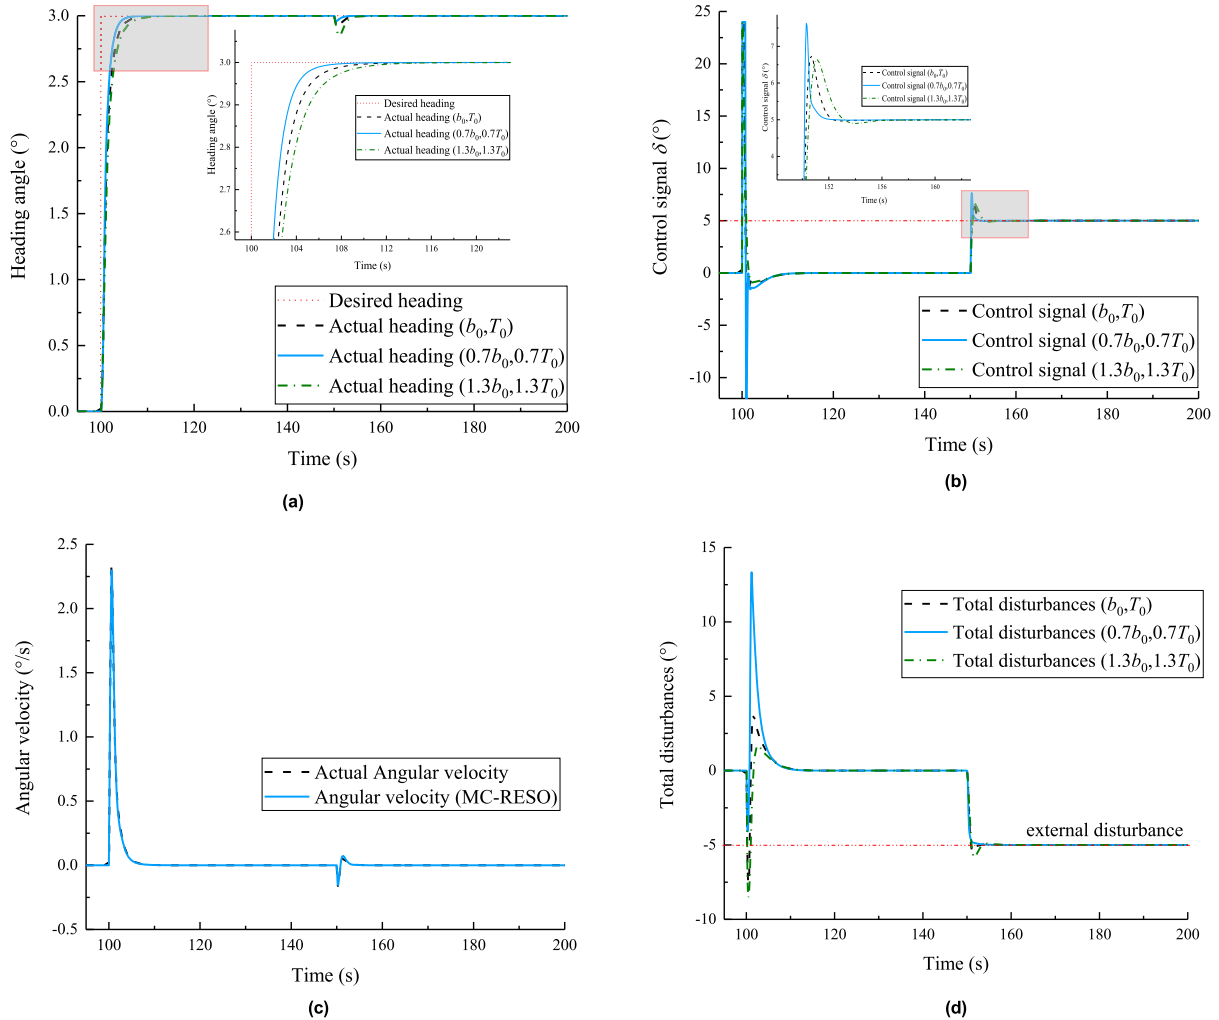 3.0
2.5
2.0
1.5
1.0
0.5
0.0
Heading angle (°)
100
120
140
160
180
200
Time (s)
3.0
2.9
2.8
2.7
2.6
Heading angle (°)
100
104
108
112
116
120
Time (s)
Desired heading
Actual heading (b₀,T₀)
Actual heading (0.7b₀,0.7T₀)
Actual heading (1.3b₀,1.3T₀)
Desired heading
Actual heading (b₀,T₀)
Actual heading (0.7b₀,0.7T₀)
Actual heading (1.3b₀,1.3T₀)
(a)
25
20
15
10
5
0
-5
-10
Control signal δ (°)
100
120
140
160
180
200
Time (s)
7
6
5
4
Control signal δ (°)
152
156
160
Time (s)
Control signal (b₀,T₀)
Control signal (0.7b₀,0.7T₀)
Control signal (1.3b₀,1.3T₀)
Control signal (b₀,T₀)
Control signal (0.7b₀,0.7T₀)
Control signal (1.3b₀,1.3T₀)
(b)
2.5
2.0
1.5
1.0
0.5
0.0
-0.5
Angular velocity (°/s)
100
120
140
160
180
200
Time (s)
Actual Angular velocity
Angular velocity (MC-RESO)
(c)
15
10
5
0
-5
-10
Total disturbances (°)
100
120
140
160
180
200
Time (s)
Total disturbances (b₀,T₀)
Total disturbances (0.7b₀,0.7T₀)
Total disturbances (1.3b₀,1.3T₀)
external disturbance
(d)